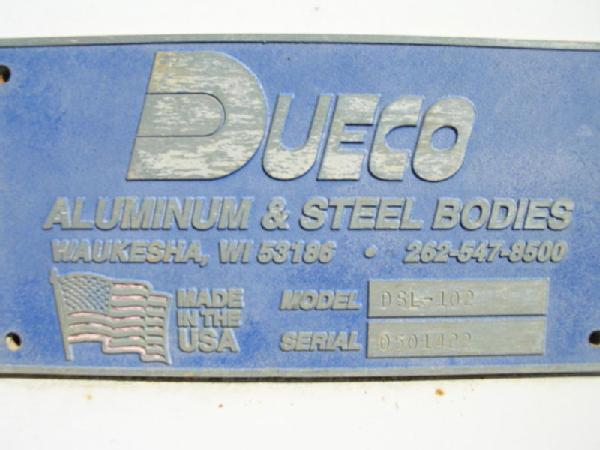 DUECO
ALUMINUM & STEEL BODIES
WAUKESHA, WI 53186 • 262-547-8500
MADE IN THE USA
MODEL DSL-102
SERIAL 0501422